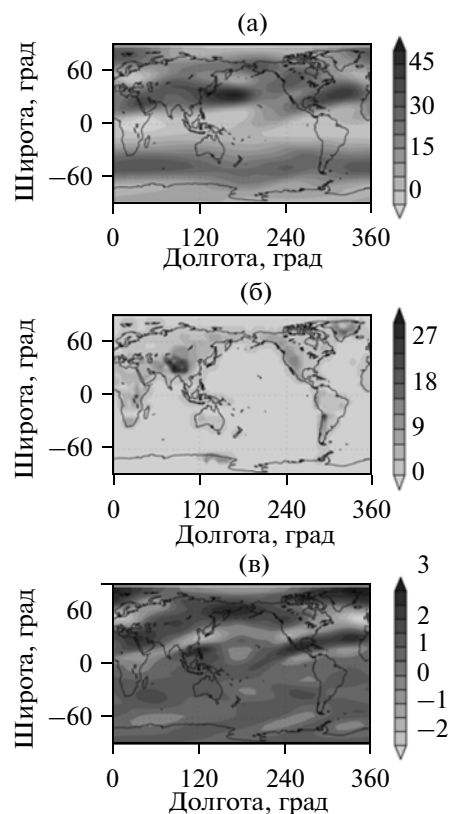 (а)
Широта, град
60
0
−60
45
30
15
0
0 120 240 360
Долгота, град
(б)
Широта, град
60
0
−60
27
18
9
0
0 120 240 360
Долгота, град
(в)
Широта, град
60
0
−60
3
2
1
0
−1
−2
0 120 240 360
Долгота, град